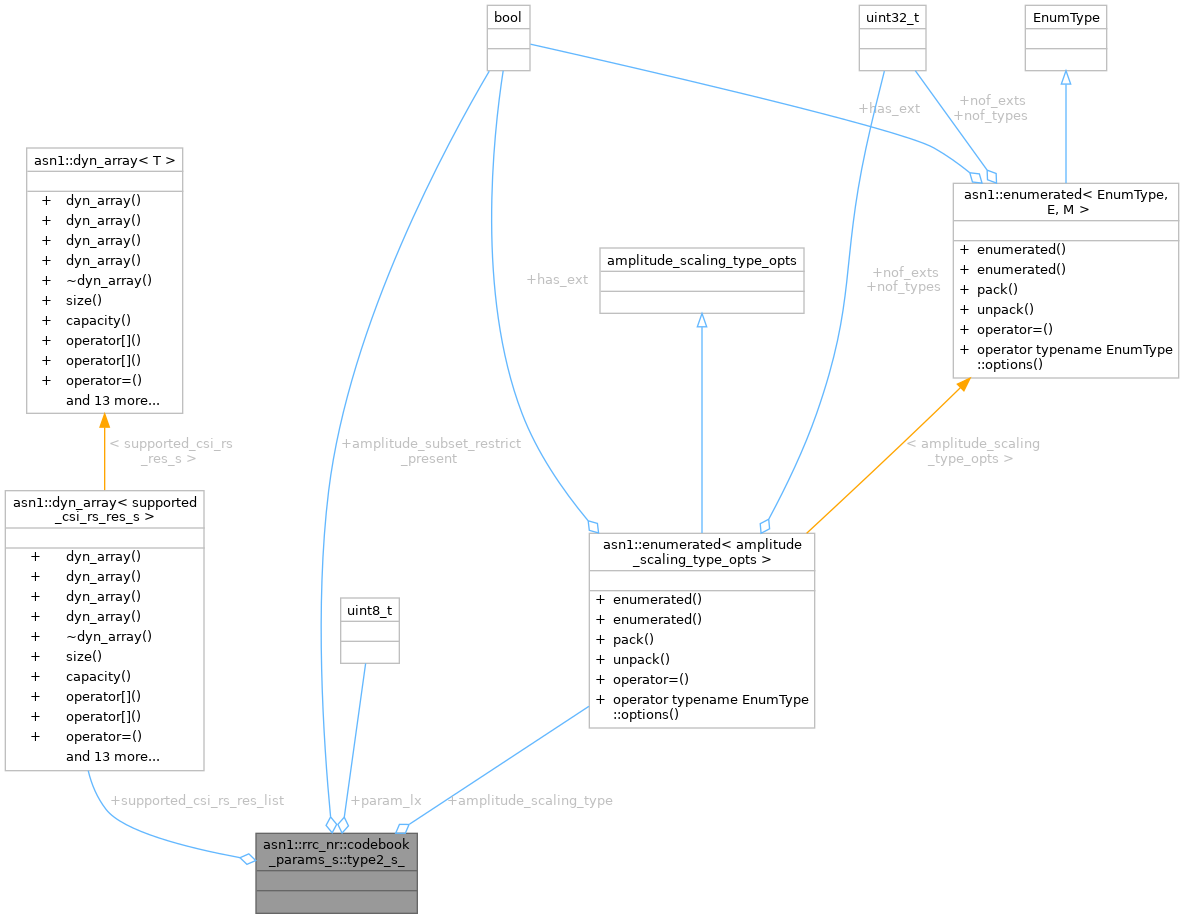 bool
uint32_t
EnumType
+has_ext
+nof_exts
+nof_types
asn1::dyn_array< T >
+ dyn_array()
+ dyn_array()
+ dyn_array()
+ dyn_array()
+ ~dyn_array()
+ size()
+ capacity()
+ operator[]()
+ operator[]()
+ operator=()
and 13 more...
asn1::enumerated< EnumType,
E, M >
+ enumerated()
+ enumerated()
+ pack()
+ unpack()
+ operator=()
+ operator typename EnumType
::options()
amplitude_scaling_type_opts
+has_ext
+nof_exts
+nof_types
< supported_csi_rs
_res_s >
+amplitude_subset_restrict
_present
< amplitude_scaling
_type_opts >
asn1::dyn_array< supported
_csi_rs_res_s >
+ dyn_array()
+ dyn_array()
+ dyn_array()
+ dyn_array()
+ ~dyn_array()
+ size()
+ capacity()
+ operator[]()
+ operator[]()
+ operator=()
and 13 more...
uint8_t
asn1::enumerated< amplitude
_scaling_type_opts >
+ enumerated()
+ enumerated()
+ pack()
+ unpack()
+ operator=()
+ operator typename EnumType
::options()
+supported_csi_rs_res_list
+param_lx
+amplitude_scaling_type
asn1::rrc_nr::codebook
_params_s::type2_s_